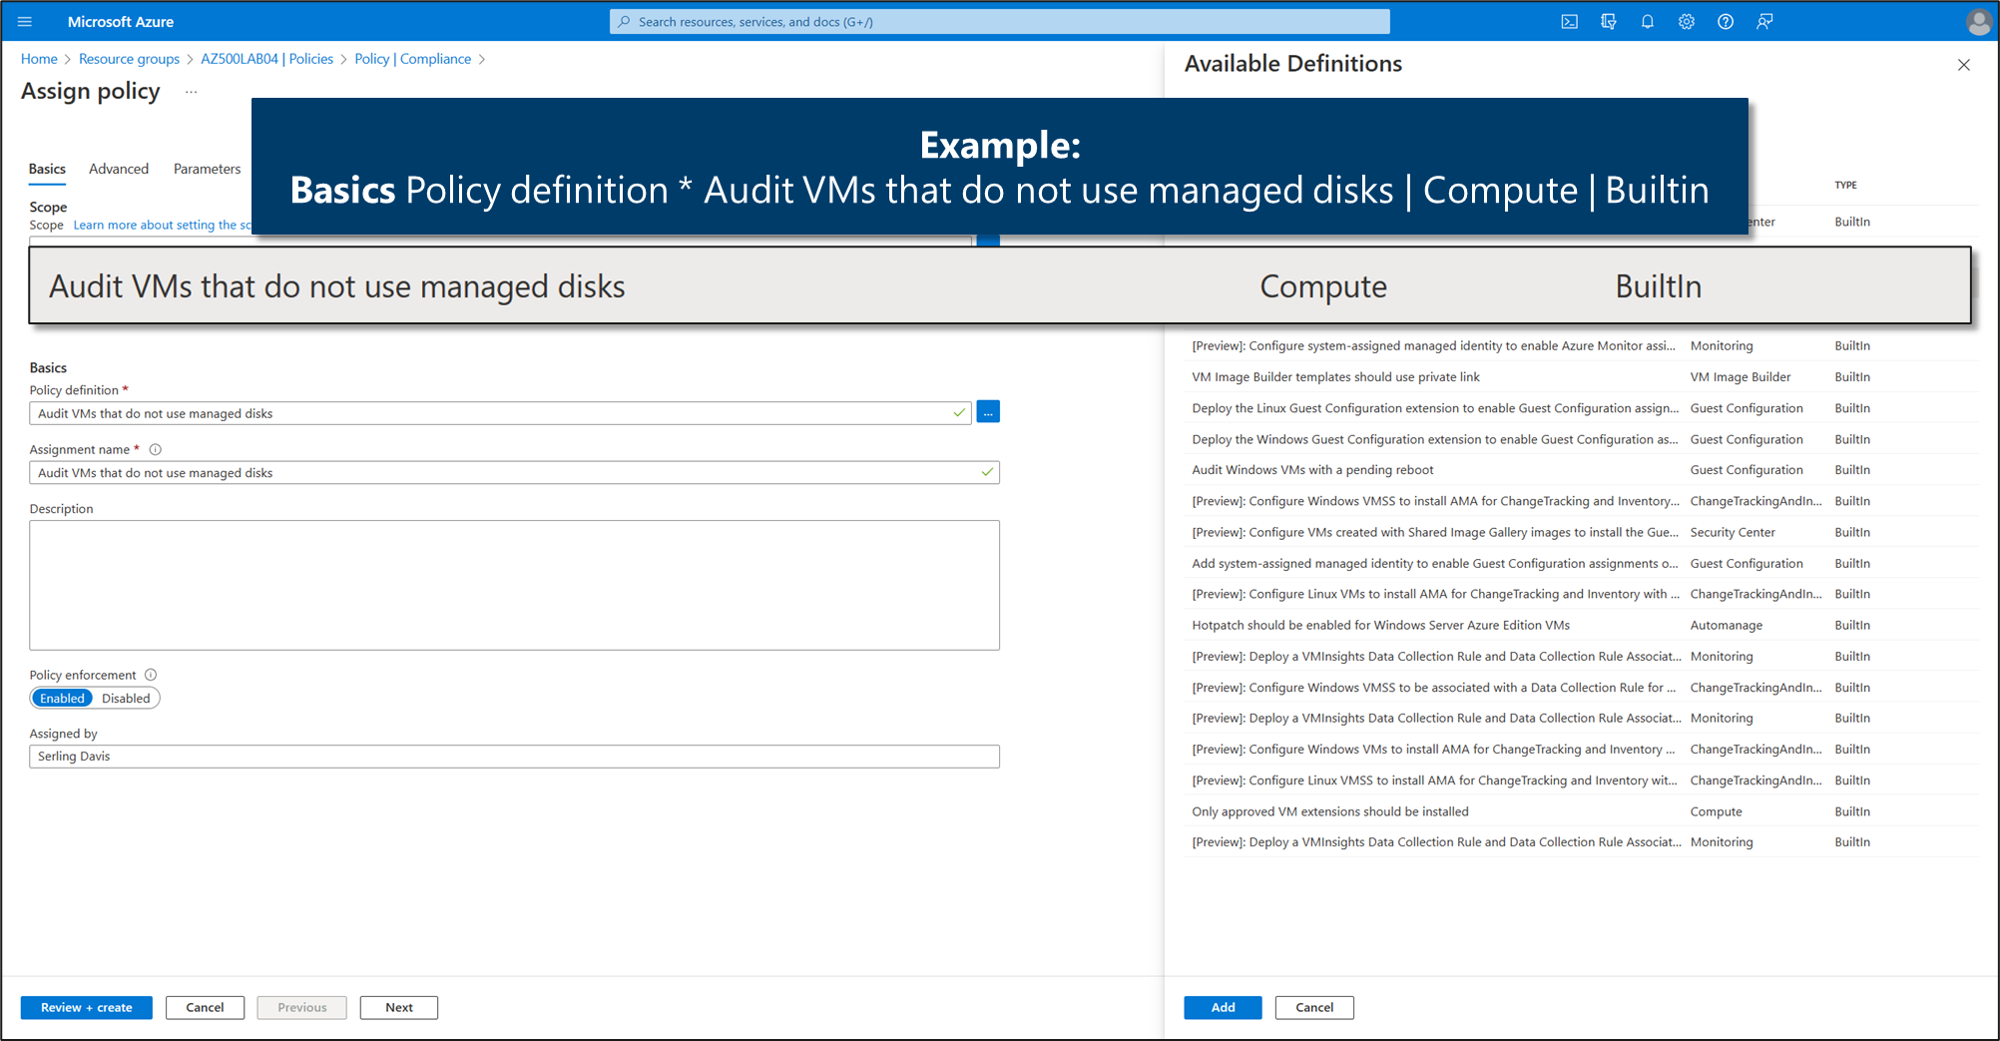 Microsoft Azure
Search resources, services, and docs (G+/)
Home > Resource groups > AZ500LAB04 | Policies > Policy | Compliance >
Assign policy ...
Available Definitions
Example:
Basics Policy definition * Audit VMs that do not use managed disks | Compute | Builtin
Basics Advanced Parameters
Scope
Scope Learn more about setting the
TYPE
BuiltIn
Audit VMs that do not use managed disks Compute BuiltIn
Basics
Policy definition *
Audit VMs that do not use managed disks
...
Assignment name *
Audit VMs that do not use managed disks
Description
Policy enforcement
Enabled Disabled
Assigned by
Serling Davis
[Preview]: Configure system-assigned managed identity to enable Azure Monitor assi... Monitoring BuiltIn
VM Image Builder templates should use private link VM Image Builder BuiltIn
Deploy the Linux Guest Configuration extension to enable Guest Configuration assign... Guest Configuration BuiltIn
Deploy the Windows Guest Configuration extension to enable Guest Configuration as... Guest Configuration BuiltIn
Audit Windows VMs with a pending reboot Guest Configuration BuiltIn
[Preview]: Configure Windows VMSS to install AMA for ChangeTracking and Inventory... ChangeTrackingAndIn... BuiltIn
[Preview]: Configure VMs created with Shared Image Gallery images to install the Gue... Security Center BuiltIn
Add system-assigned managed identity to enable Guest Configuration assignments o... Guest Configuration BuiltIn
[Preview]: Configure Linux VMs to install AMA for ChangeTracking and Inventory with ... ChangeTrackingAndIn... BuiltIn
Hotpatch should be enabled for Windows Server Azure Edition VMs Automanage BuiltIn
[Preview]: Deploy a VMInsights Data Collection Rule and Data Collection Rule Associat... Monitoring BuiltIn
[Preview]: Configure Windows VMSS to be associated with a Data Collection Rule for ... ChangeTrackingAndIn... BuiltIn
[Preview]: Deploy a VMInsights Data Collection Rule and Data Collection Rule Associat... Monitoring BuiltIn
[Preview]: Configure Windows VMs to install AMA for ChangeTracking and Inventory ... ChangeTrackingAndIn... BuiltIn
[Preview]: Configure Linux VMSS to install AMA for ChangeTracking and Inventory wit... ChangeTrackingAndIn... BuiltIn
Only approved VM extensions should be installed Compute BuiltIn
[Preview]: Deploy a VMInsights Data Collection Rule and Data Collection Rule Associat... Monitoring BuiltIn
Review + create Cancel Previous Next
Add Cancel